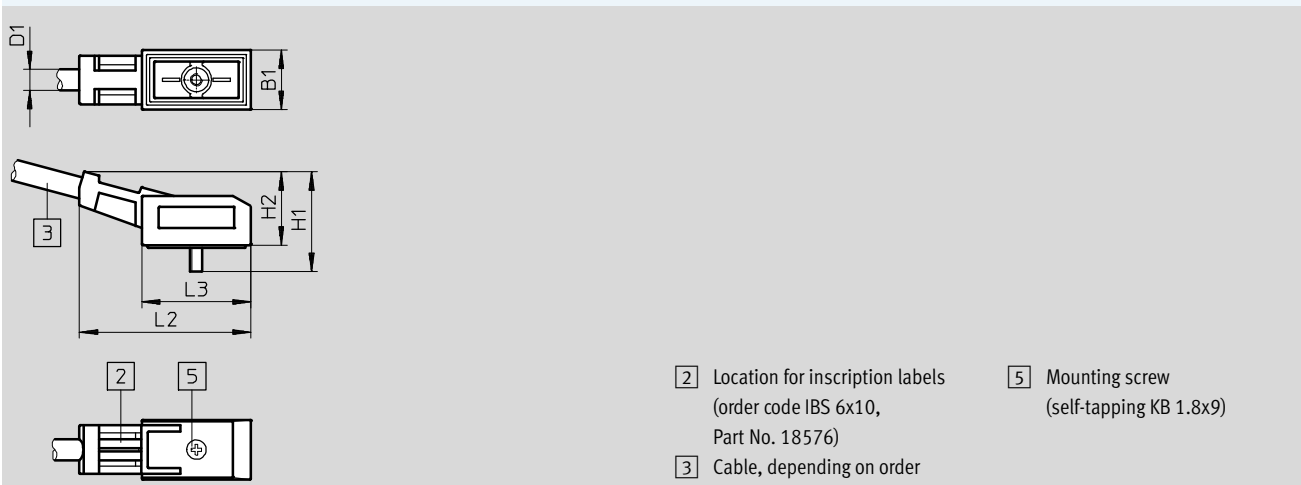 D1
B1
H2
H1
3
L3
L2
2
5
2 Location for inscription labels
(order code IBS 6x10,
Part No. 18576)
3 Cable, depending on order
5 Mounting screw
(self-tapping KB 1.8x9)